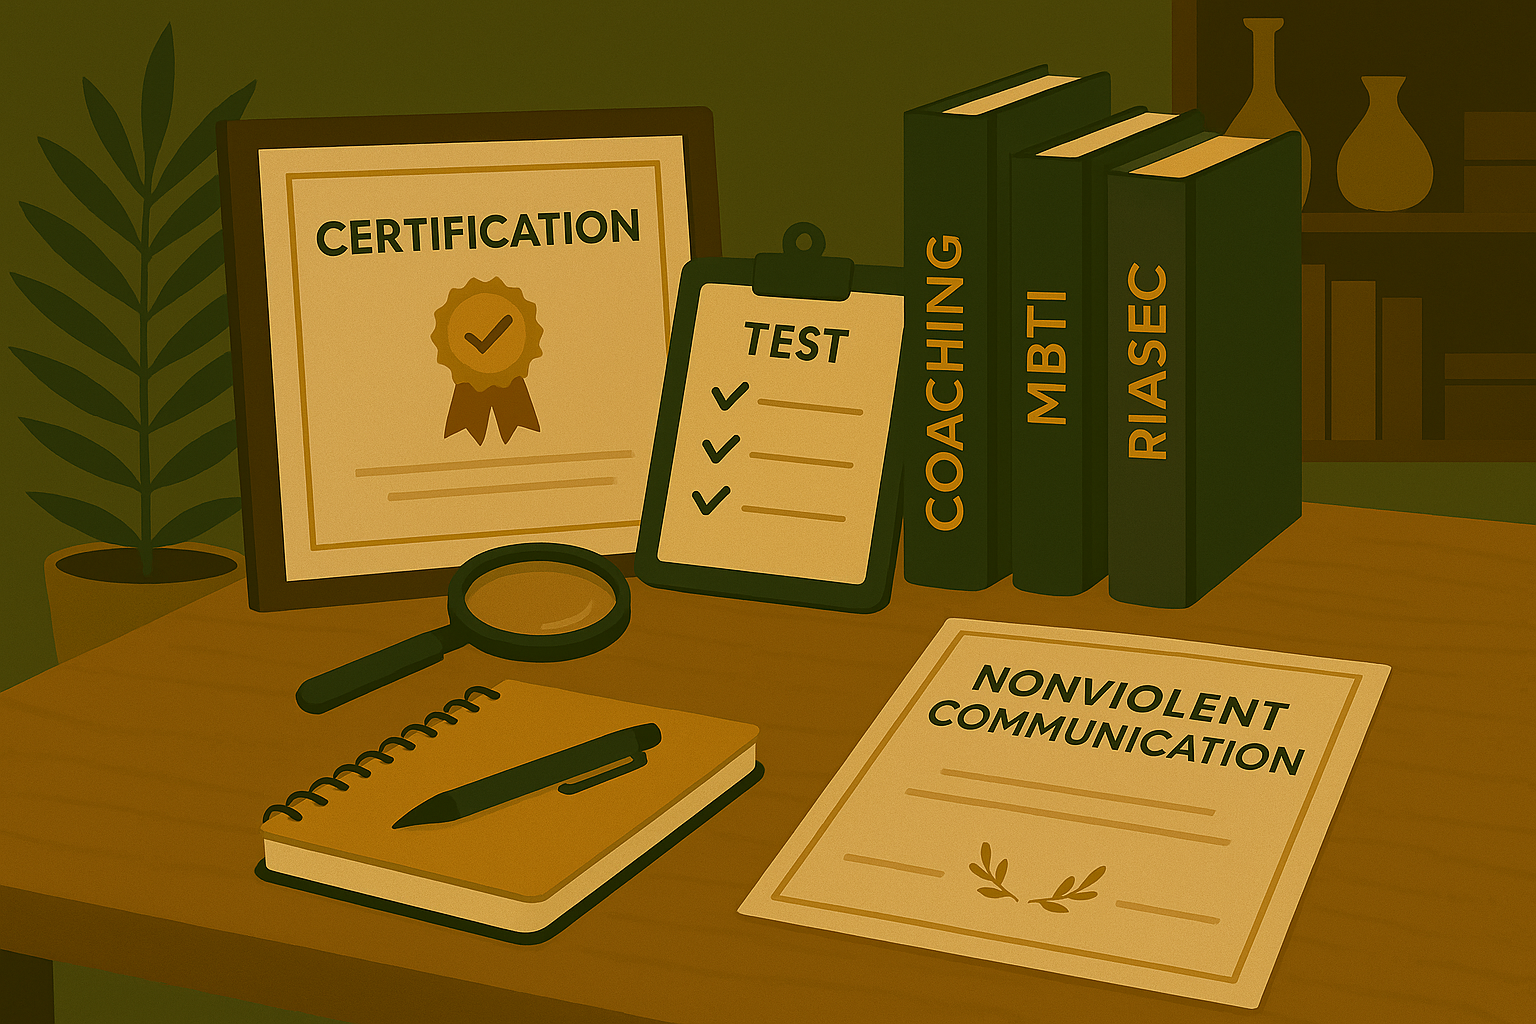 CERTIFICATION
TEST
COACHING
MBTI
RIASEC
NONVIOLENT
COMMUNICATION